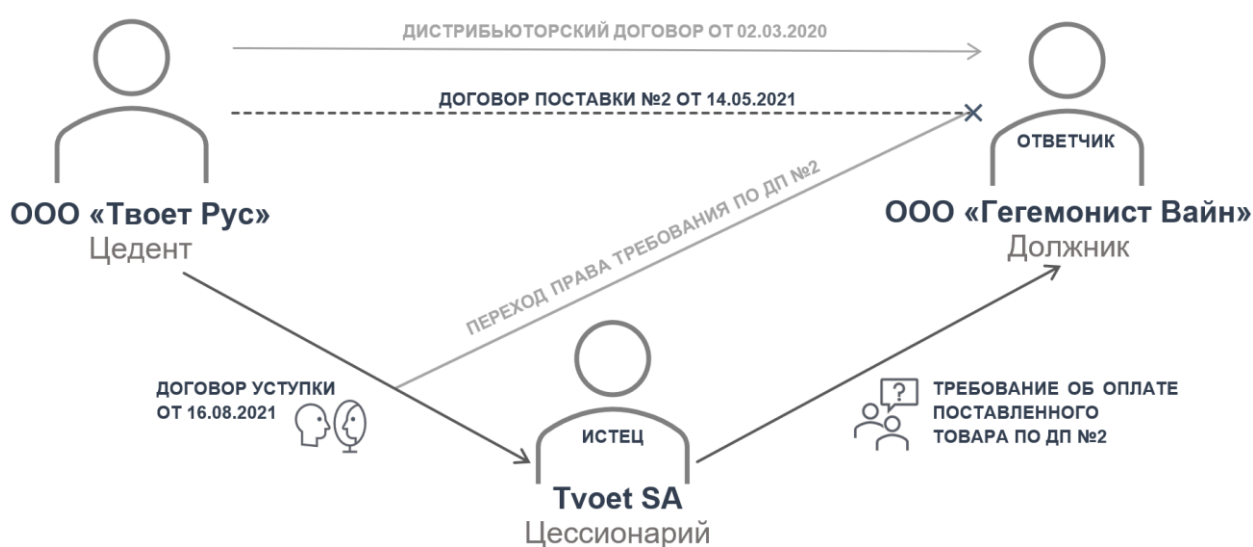 ДИСТРИБЬЮТОРСКИЙ ДОГОВОР ОТ 02.03.2020
ДОГОВОР ПОСТАВКИ №2 ОТ 14.05.2021
ОТВЕТЧИК
ООО «Твоет Рус»
Цедент
ООО «Гегемонист Вайн»
Должник
ПЕРЕХОД ПРАВА ТРЕБОВАНИЯ ПО ДП №2
ДОГОВОР УСТУПКИ
ОТ 16.08.2021
?
ТРЕБОВАНИЕ ОБ ОПЛАТЕ
ПОСТАВЛЕННОГО
ТОВАРА ПО ДП №2
ИСТЕЦ
Tvoet SA
Цессионарий